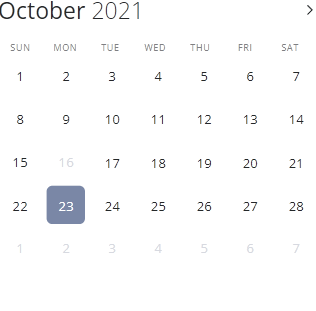 October 2021
SUN MON TUE WED THU FRI SAT
1 2 3 4 5 6 7
8 9 10 11 12 13 14
15 16 17 18 19 20 21
22 23 24 25 26 27 28
1 2 3 4 5 6 7